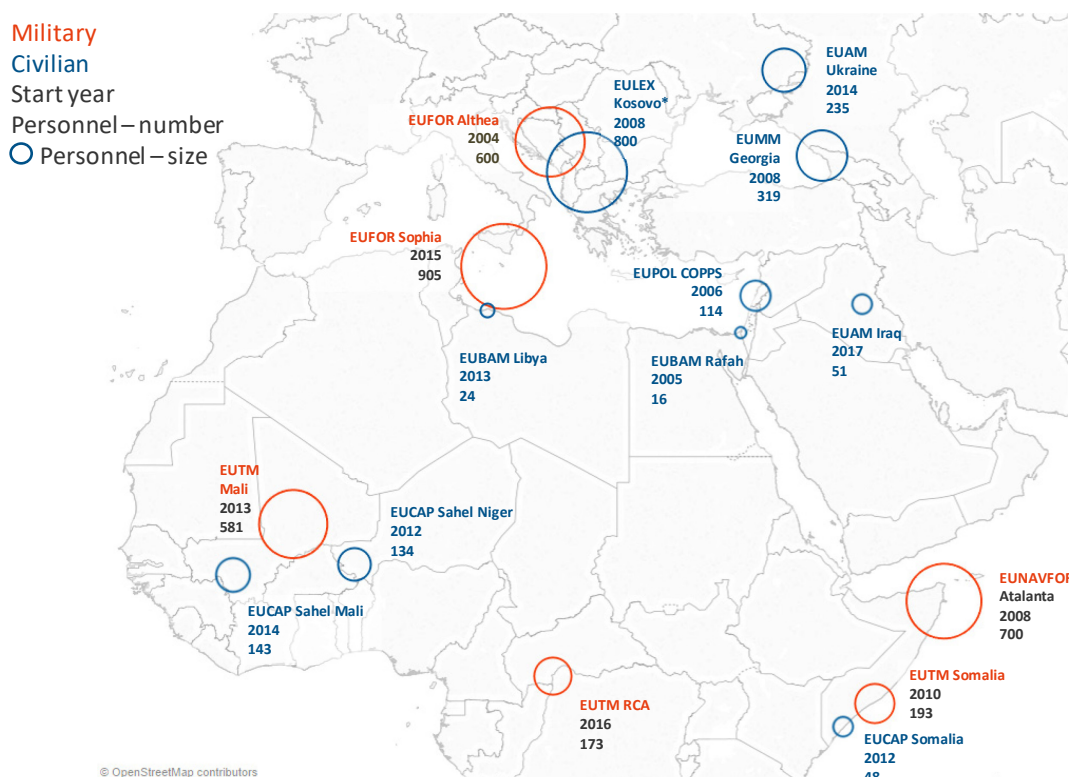 Military
Civilian
Start year
Personnel – number
Personnel – size
EUFOR Althea
2004
600
EULEX
Kosovo*
2008
800
EUAM
Ukraine
2014
235
EUMM
Georgia
2008
319
EUFOR Sophia
2015
905
EUPOL COPPS
2006
114
EUBAM Libya
2013
24
EUBAM Rafah
2005
16
EUAM Iraq
2017
51
EUTM
Mali
2013
581
EUCAP Sahel Niger
2012
134
EUCAP Sahel Mali
2014
143
EUNAVFOR
Atalanta
2008
700
EUTM RCA
2016
173
EUTM Somalia
2010
193
EUCAP Somalia
2012
48
© OpenStreetMap contributors